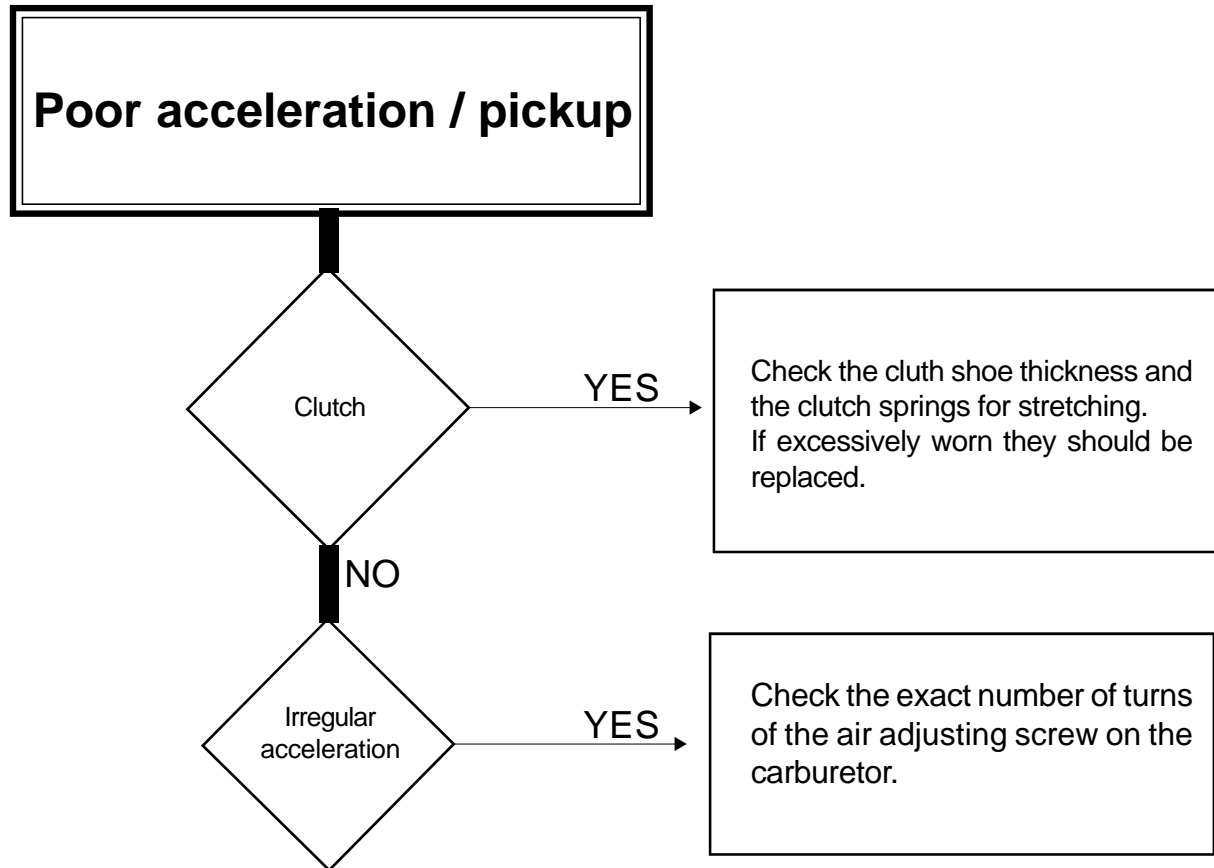 Poor acceleration / pickup
Clutch
YES
Check the cluth shoe thickness and
the clutch springs for stretching.
If excessively worn they should be
replaced.
NO
Irregular
acceleration
YES
Check the exact number of turns
of the air adjusting screw on the
carburetor.